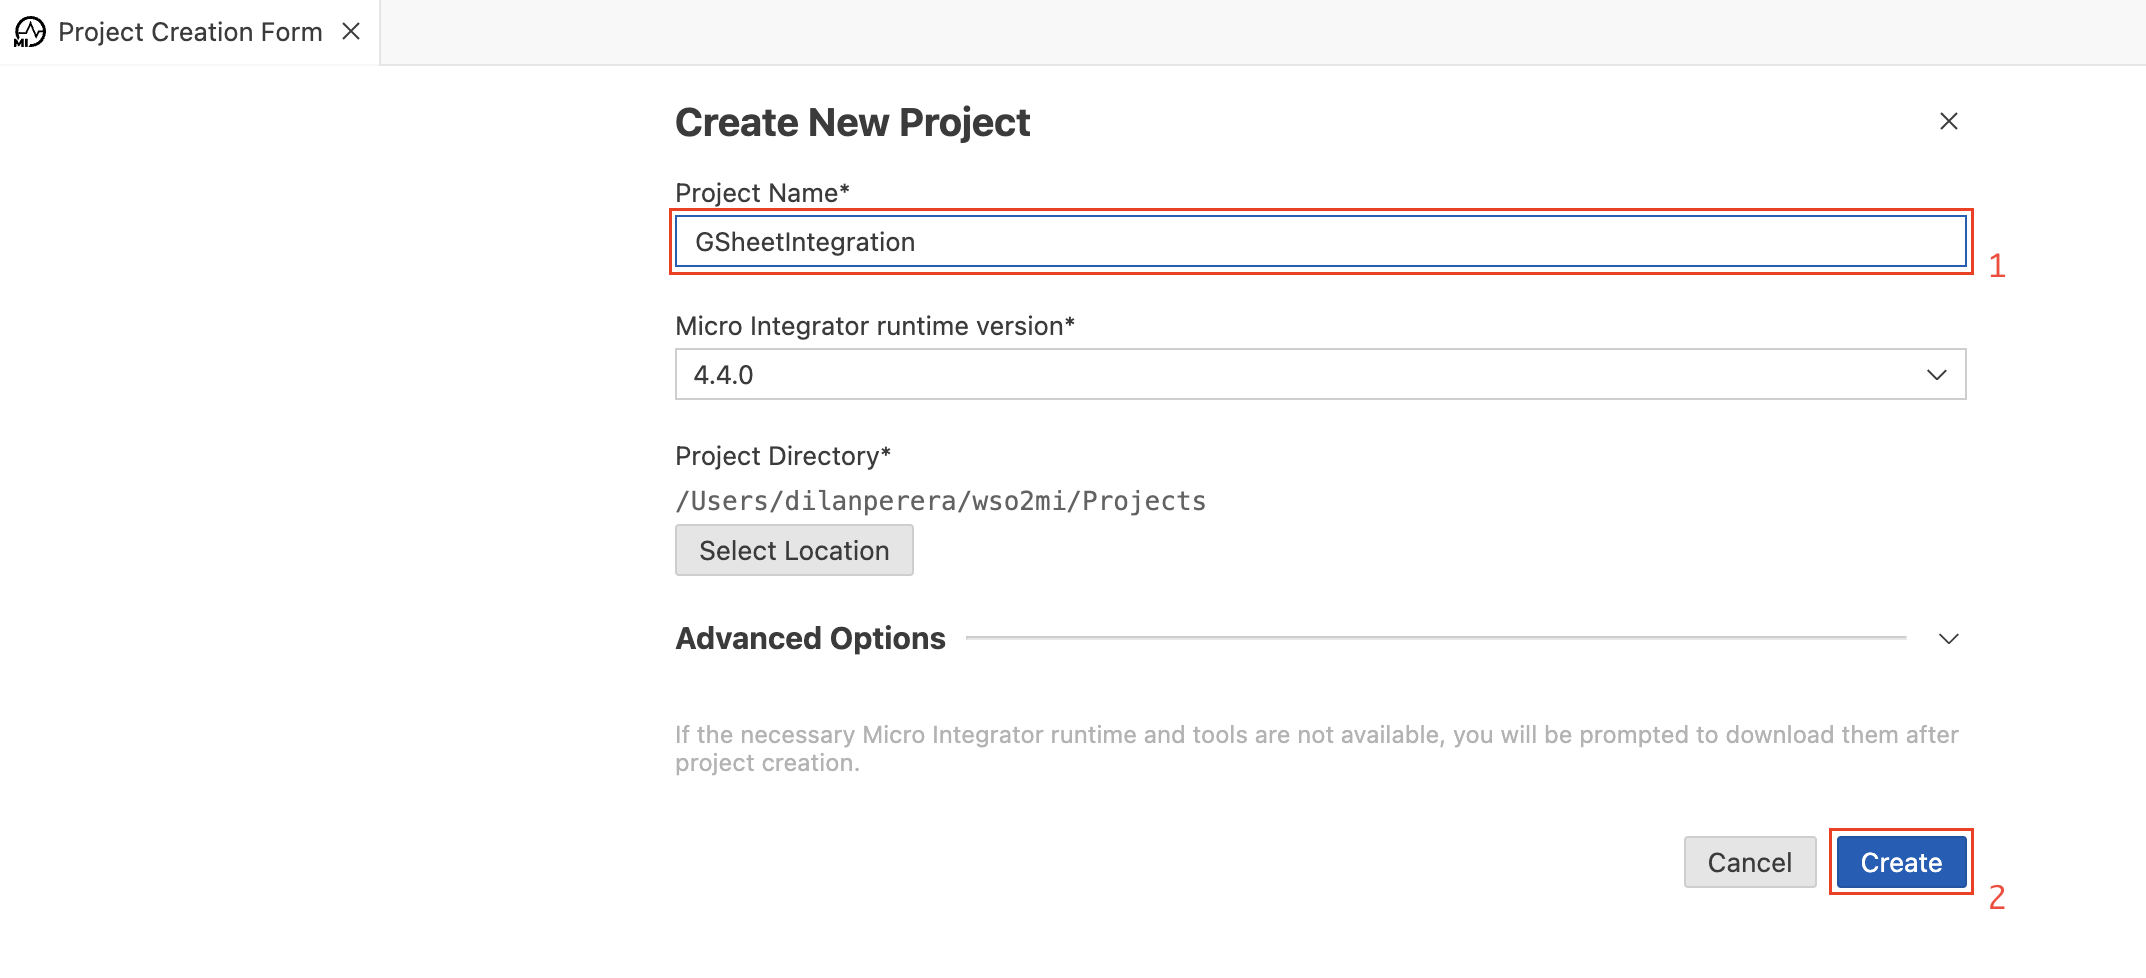 MI Project Creation Form
Create New Project
Project Name*
GSheetIntegration
1
Micro Integrator runtime version*
4.4.0
Project Directory*
/Users/dilanperera/wso2mi/Projects
Select Location
Advanced Options
If the necessary Micro Integrator runtime and tools are not available, you will be prompted to download them after
project creation.
Cancel Create
2